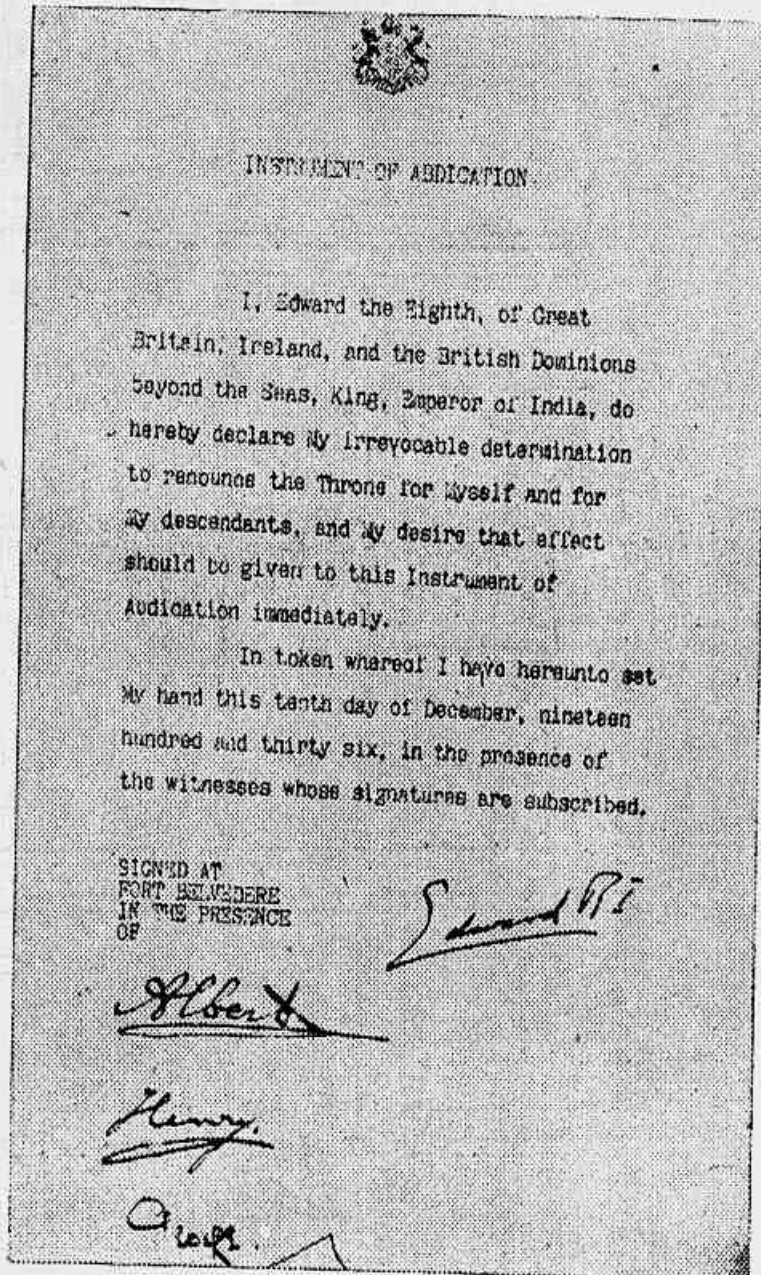 INSTRUMENT OF ABDICATION
I, Edward the Eighth, of Great
Britain, Ireland, and the British Dominions
beyond the Seas, King, Emperor of India, do
hereby declare My irrevocable determination
to renounce the Throne for Myself and for
My descendants, and My desire that effect
should be given to this Instrument of
Abdication immediately.
In token whereof I have hereunto set
My hand this tenth day of December, nineteen
hundred and thirty six, in the presence of
the witnesses whose signatures are subscribed.
SIGNED AT
FORT BELVEDERE
IN THE PRESENCE
OF
Edward RI
Albert
Henry.